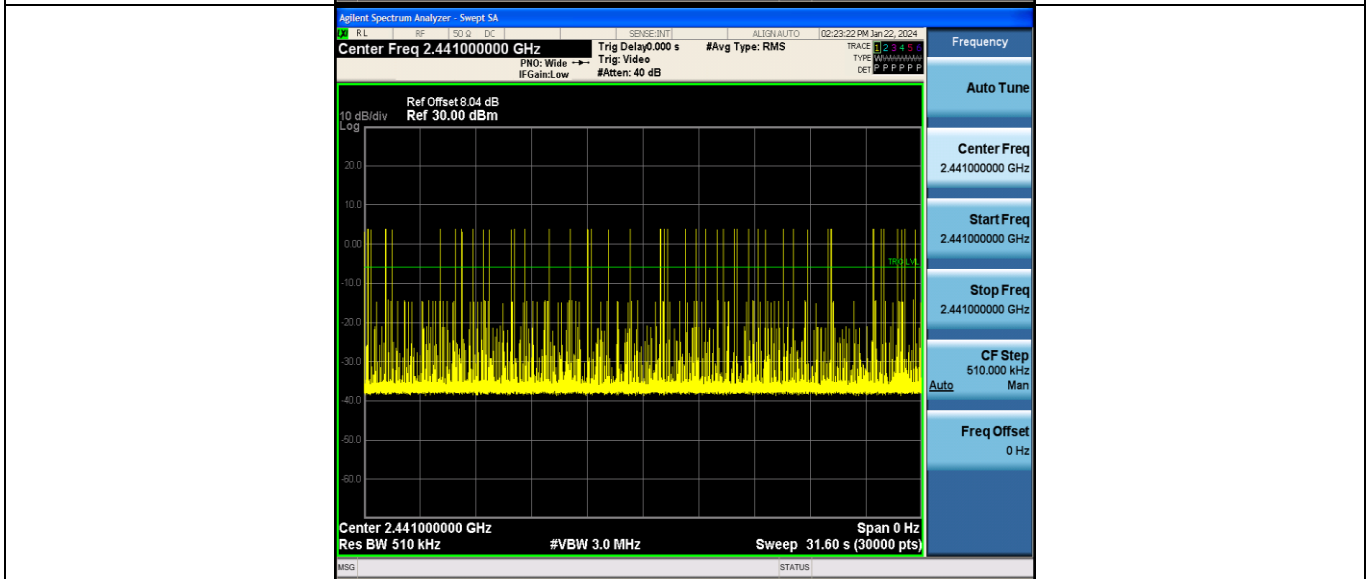 Agilent Spectrum Analyzer - Swept SA
LXI RL RF 50 Ω DC SENSE:INT ALIGNAUTO 02:23:22 PM Jan 22, 2024
Center Freq 2.441000000 GHz
Trig Delay0.000 s #Avg Type: RMS
TRACE 1 2 3 4 5 6
PNO: Wide Trig: Video
TYPE
IFGain:Low #Atten: 40 dB
DET P P P P P P
Ref Offset 8.04 dB
10 dB/div Ref 30.00 dBm
Log
20.0
10.0
0.00
TRIG LVL
-10.0
-20.0
-30.0
-40.0
-50.0
-60.0
Center 2.441000000 GHz Span 0 Hz
Res BW 510 kHz #VBW 3.0 MHz Sweep 31.60 s (30000 pts)
MSG STATUS
Frequency
Auto Tune
Center Freq
2.441000000 GHz
Start Freq
2.441000000 GHz
Stop Freq
2.441000000 GHz
CF Step
510.000 kHz
Auto Man
Freq Offset
0 Hz